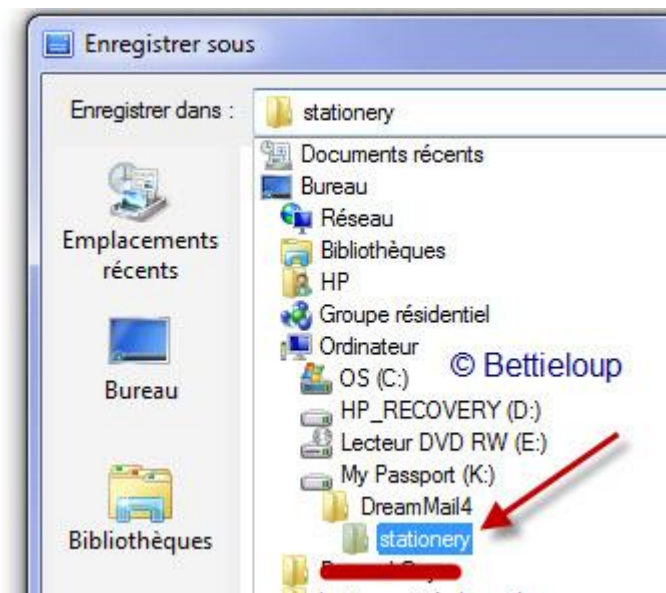 Enregistrer sous
Enregistrer dans :
stationery
Emplacements
récents
Bureau
Bibliothèques
Documents récents
Bureau
Réseau
Bibliothèques
HP
Groupe résidentiel
Ordinateur
OS (C:)
© Bettieloup
HP_RECOVERY (D:)
Lecteur DVD RW (E:)
My Passport (K:)
DreamMail4
stationery